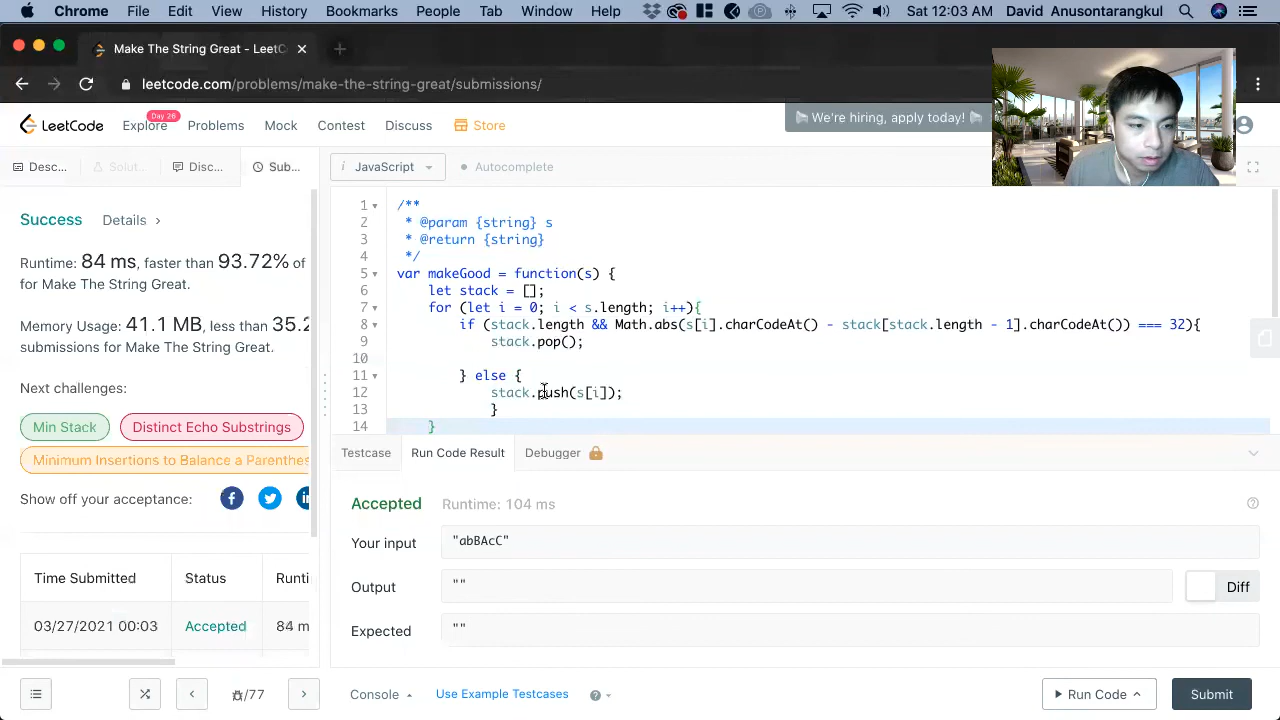 Chrome File Edit View History Bookmarks People Tab Window Help Sat 12:03 AM David Anusontarangkul
Make The String Great - LeetC
leetcode.com/problems/make-the-string-great/submissions/
LeetCode Explore Day 26 Problems Mock Contest Discuss Store
We're hiring, apply today!
Desc... Solut... Disc... Sub...
i JavaScript Autocomplete
Success Details >
Runtime: 84 ms, faster than 93.72% of
for Make The String Great.
Memory Usage: 41.1 MB, less than 35.2
submissions for Make The String Great.
Next challenges:
Min Stack Distinct Echo Substrings
Minimum Insertions to Balance a Parenthes
Show off your acceptance:
Time Submitted Status Runti
03/27/2021 00:03 Accepted 84 m
1 /**
2 * @param {string} s
3 * @return {string}
4 */
5 var makeGood = function(s) {
6 let stack = [];
7 for (let i = 0; i < s.length; i++){
8 if (stack.length && Math.abs(s[i].charCodeAt() - stack[stack.length - 1].charCodeAt()) === 32){
9 stack.pop();
10
11 } else {
12 stack.push(s[i]);
13 }
14 }
Testcase Run Code Result Debugger
Accepted Runtime: 104 ms
Your input "abBAcC"
Output "" Diff
Expected ""
/77
Console Use Example Testcases Run Code Submit